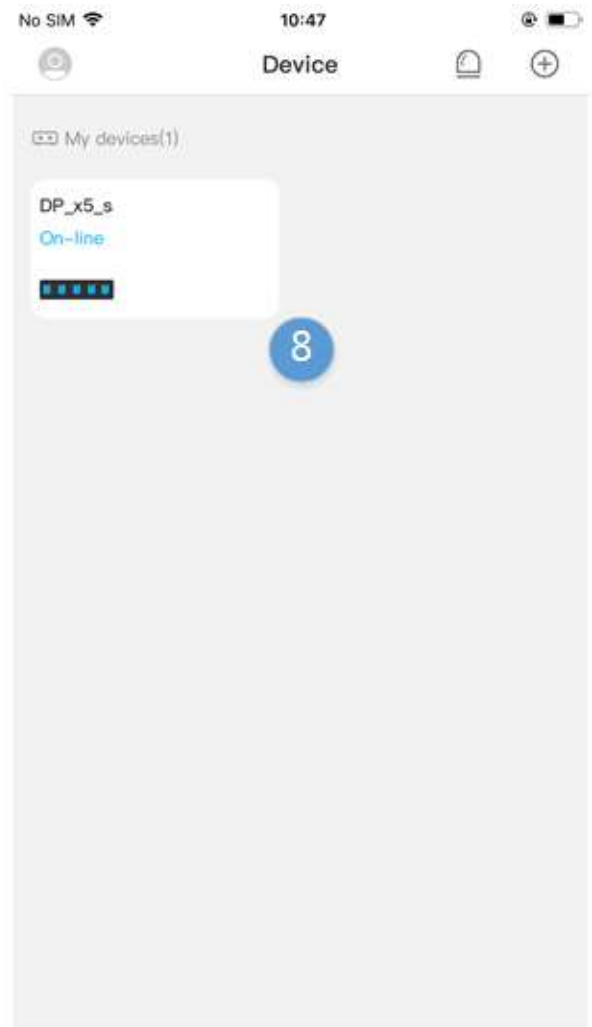 No SIM 10:47
Device
My devices(1)
DP_x5_s
On-line
8